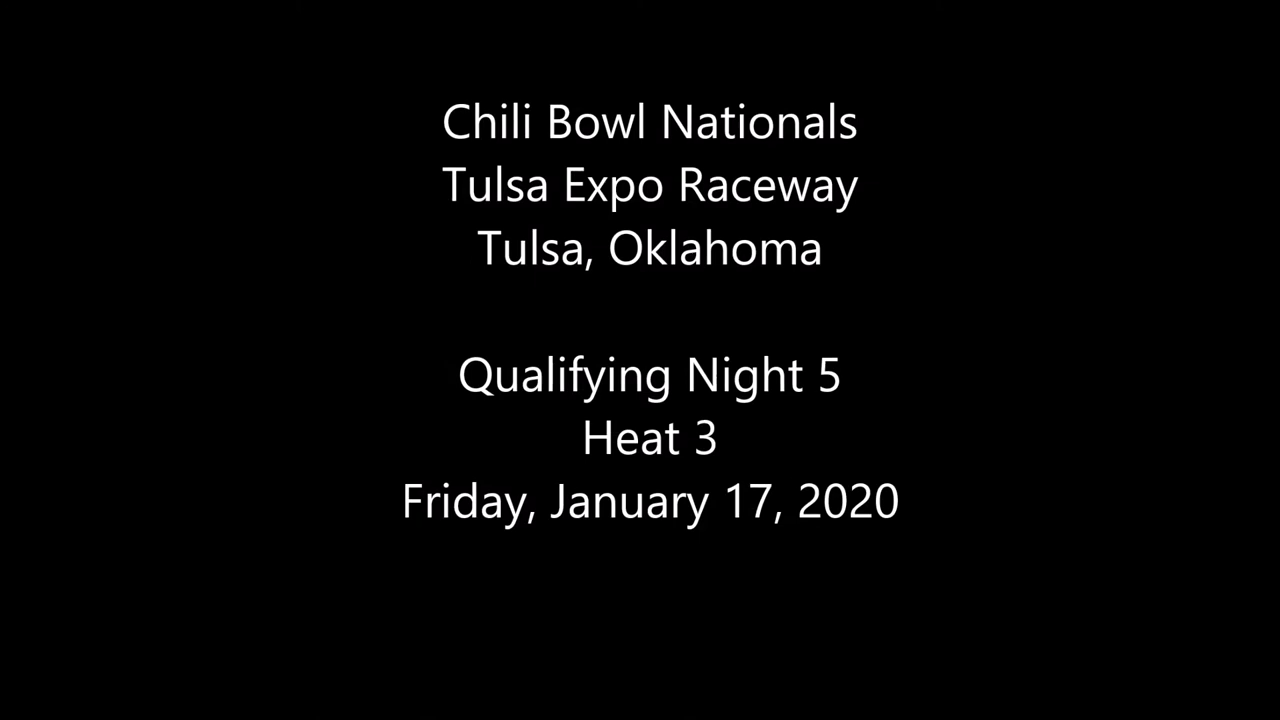 Chili Bowl Nationals
Tulsa Expo Raceway
Tulsa, Oklahoma
Qualifying Night 5
Heat 3
Friday, January 17, 2020